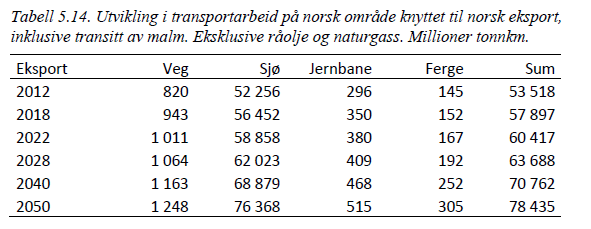 Tabell 5.14. Utvikling i transportarbeid på norsk område knyttet til norsk eksport,
inklusive transitt av malm. Eksklusive råolje og naturgass. Millioner tonnkm.
Eksport Veg Sjø Jernbane Ferge Sum
2012 820 52 256 296 145 53 518
2018 943 56 452 350 152 57 897
2022 1 011 58 858 380 167 60 417
2028 1 064 62 023 409 192 63 688
2040 1 163 68 879 468 252 70 762
2050 1 248 76 368 515 305 78 435